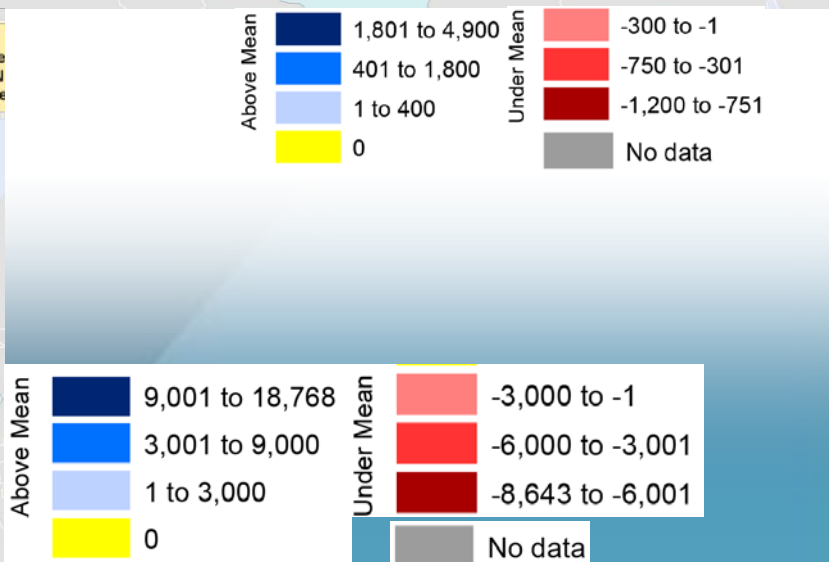 Above Mean
1,801 to 4,900
401 to 1,800
1 to 400
0
Under Mean
-300 to -1
-750 to -301
-1,200 to -751
No data
Above Mean
9,001 to 18,768
3,001 to 9,000
1 to 3,000
0
Under Mean
-3,000 to -1
-6,000 to -3,001
-8,643 to -6,001
No data